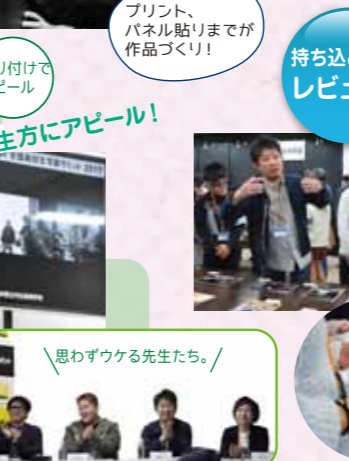 プリント、
パネル貼りまでが
作品づくり！
り付けで
ピール
生方にアピール！
持ち込
レビュ
思わずウケる先生たち。